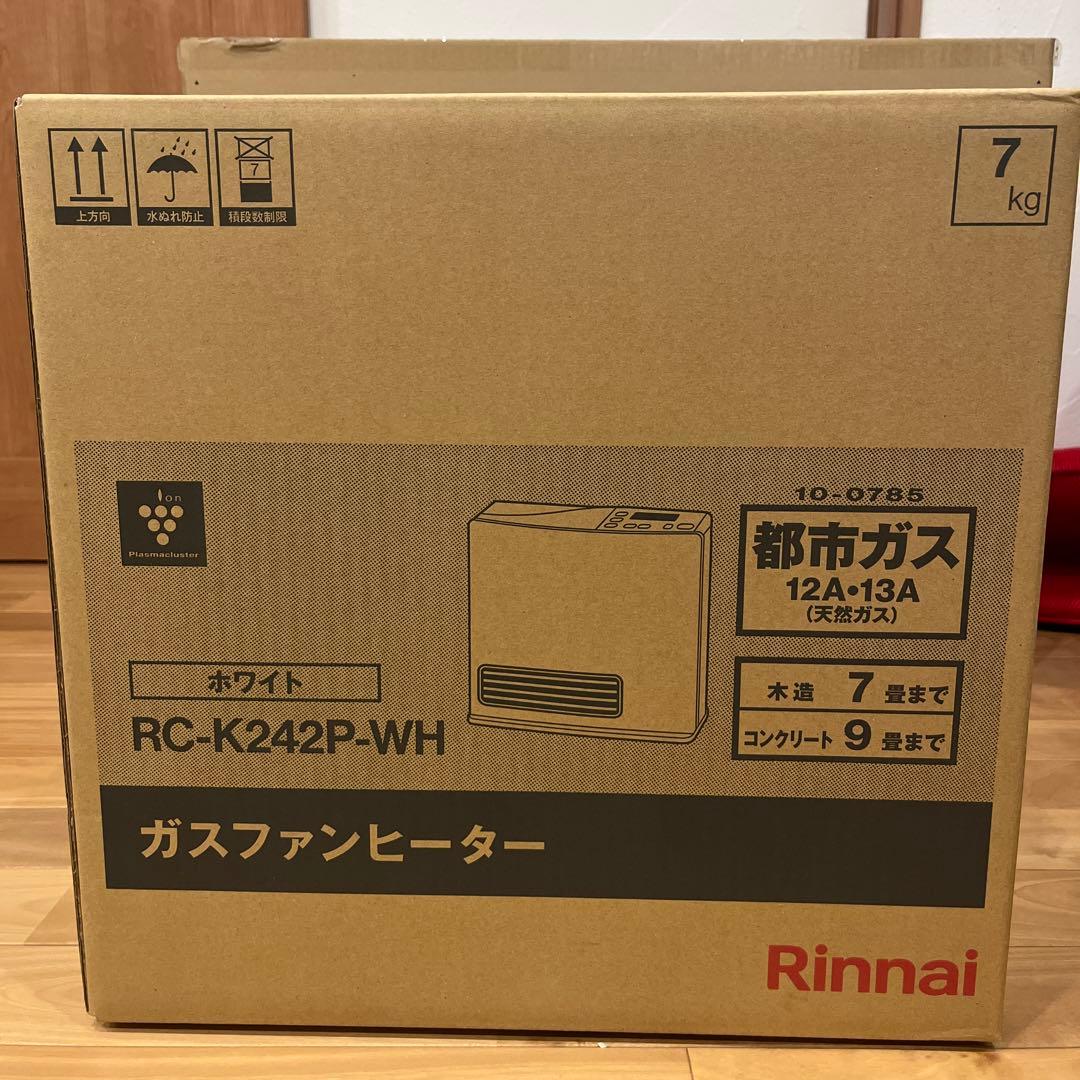 上方向
水ぬれ防止
7
積段数制限
7
kg
Ion
Plasmacluster
10-0785
都市ガス
12A・13A
(天然ガス)
ホワイト
RC-K242P-WH
木造 7 畳まで
コンクリート 9 畳まで
ガスファンヒーター
Rinnai